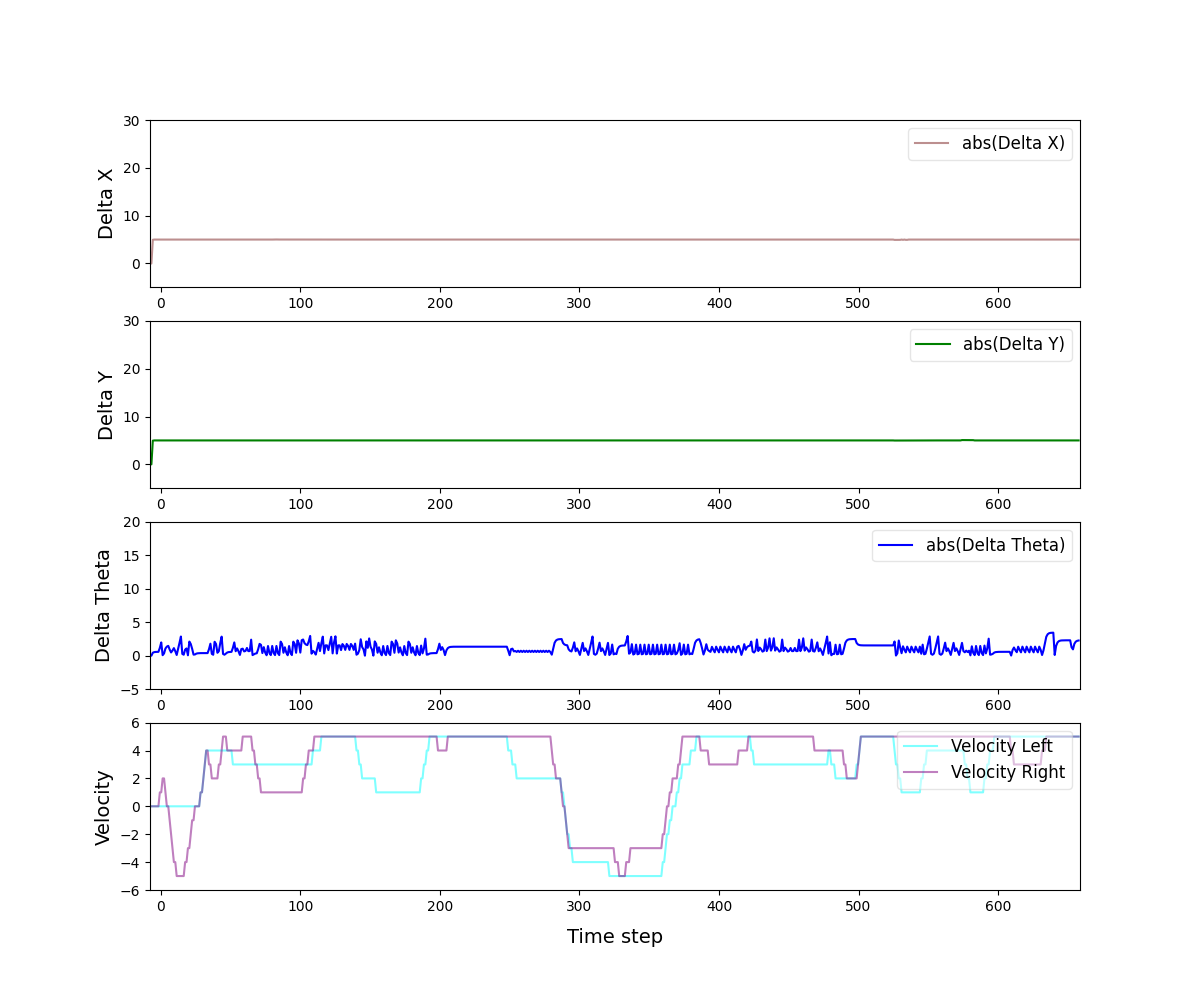 30
20
10
0
Delta X
abs(Delta X)
0 100 200 300 400 500 600
30
20
10
0
Delta Y
abs(Delta Y)
0 100 200 300 400 500 600
20
15
10
5
0
−5
Delta Theta
abs(Delta Theta)
0 100 200 300 400 500 600
6
4
2
0
−2
−4
−6
Velocity
Velocity Left
Velocity Right
0 100 200 300 400 500 600
Time step